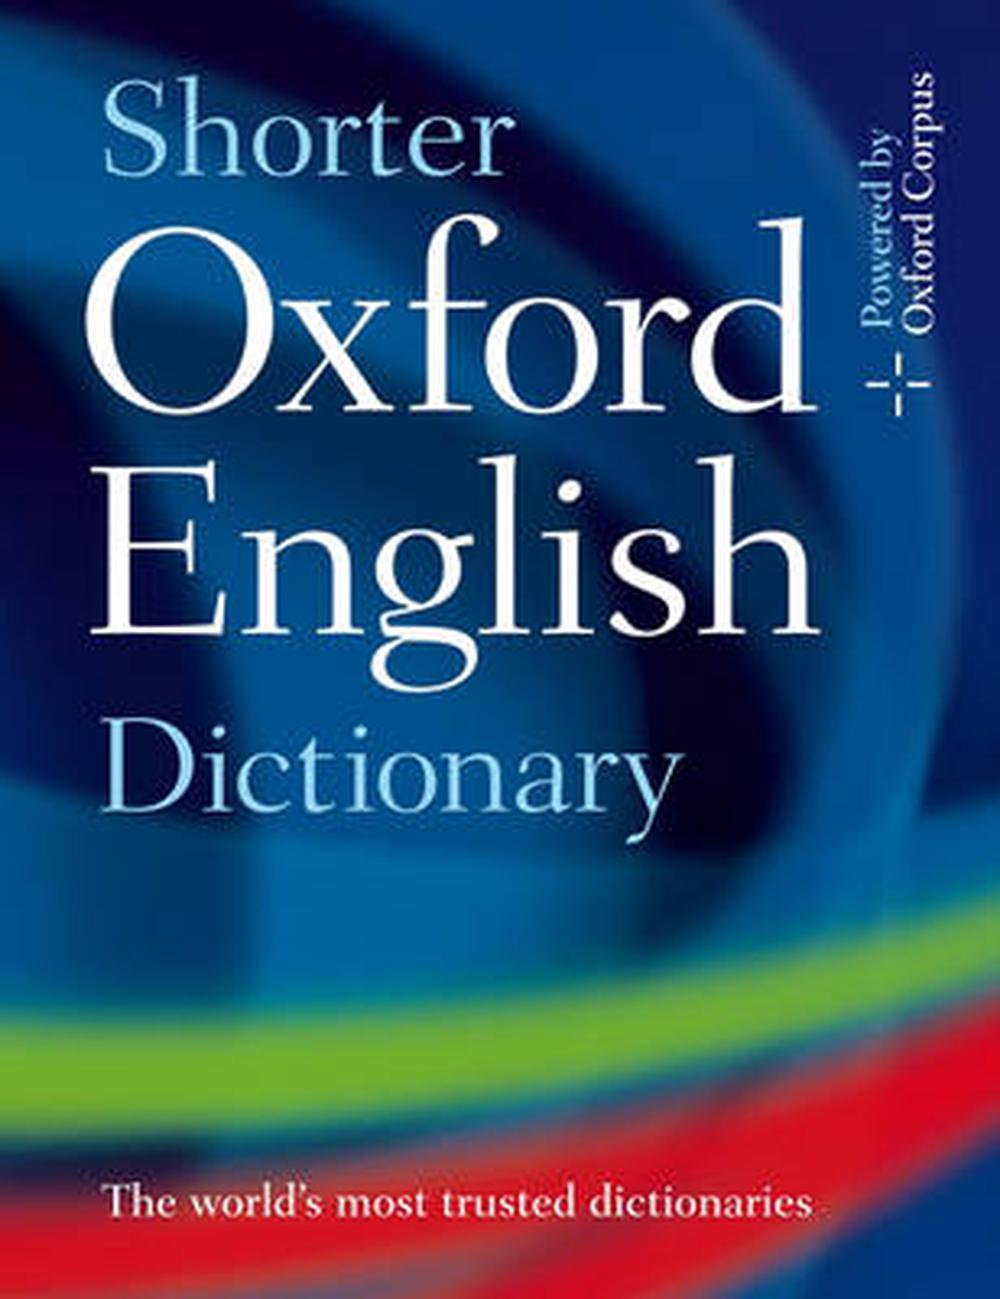 Shorter
Oxford
English
Dictionary
Powered by
Oxford Corpus
The world's most trusted dictionaries